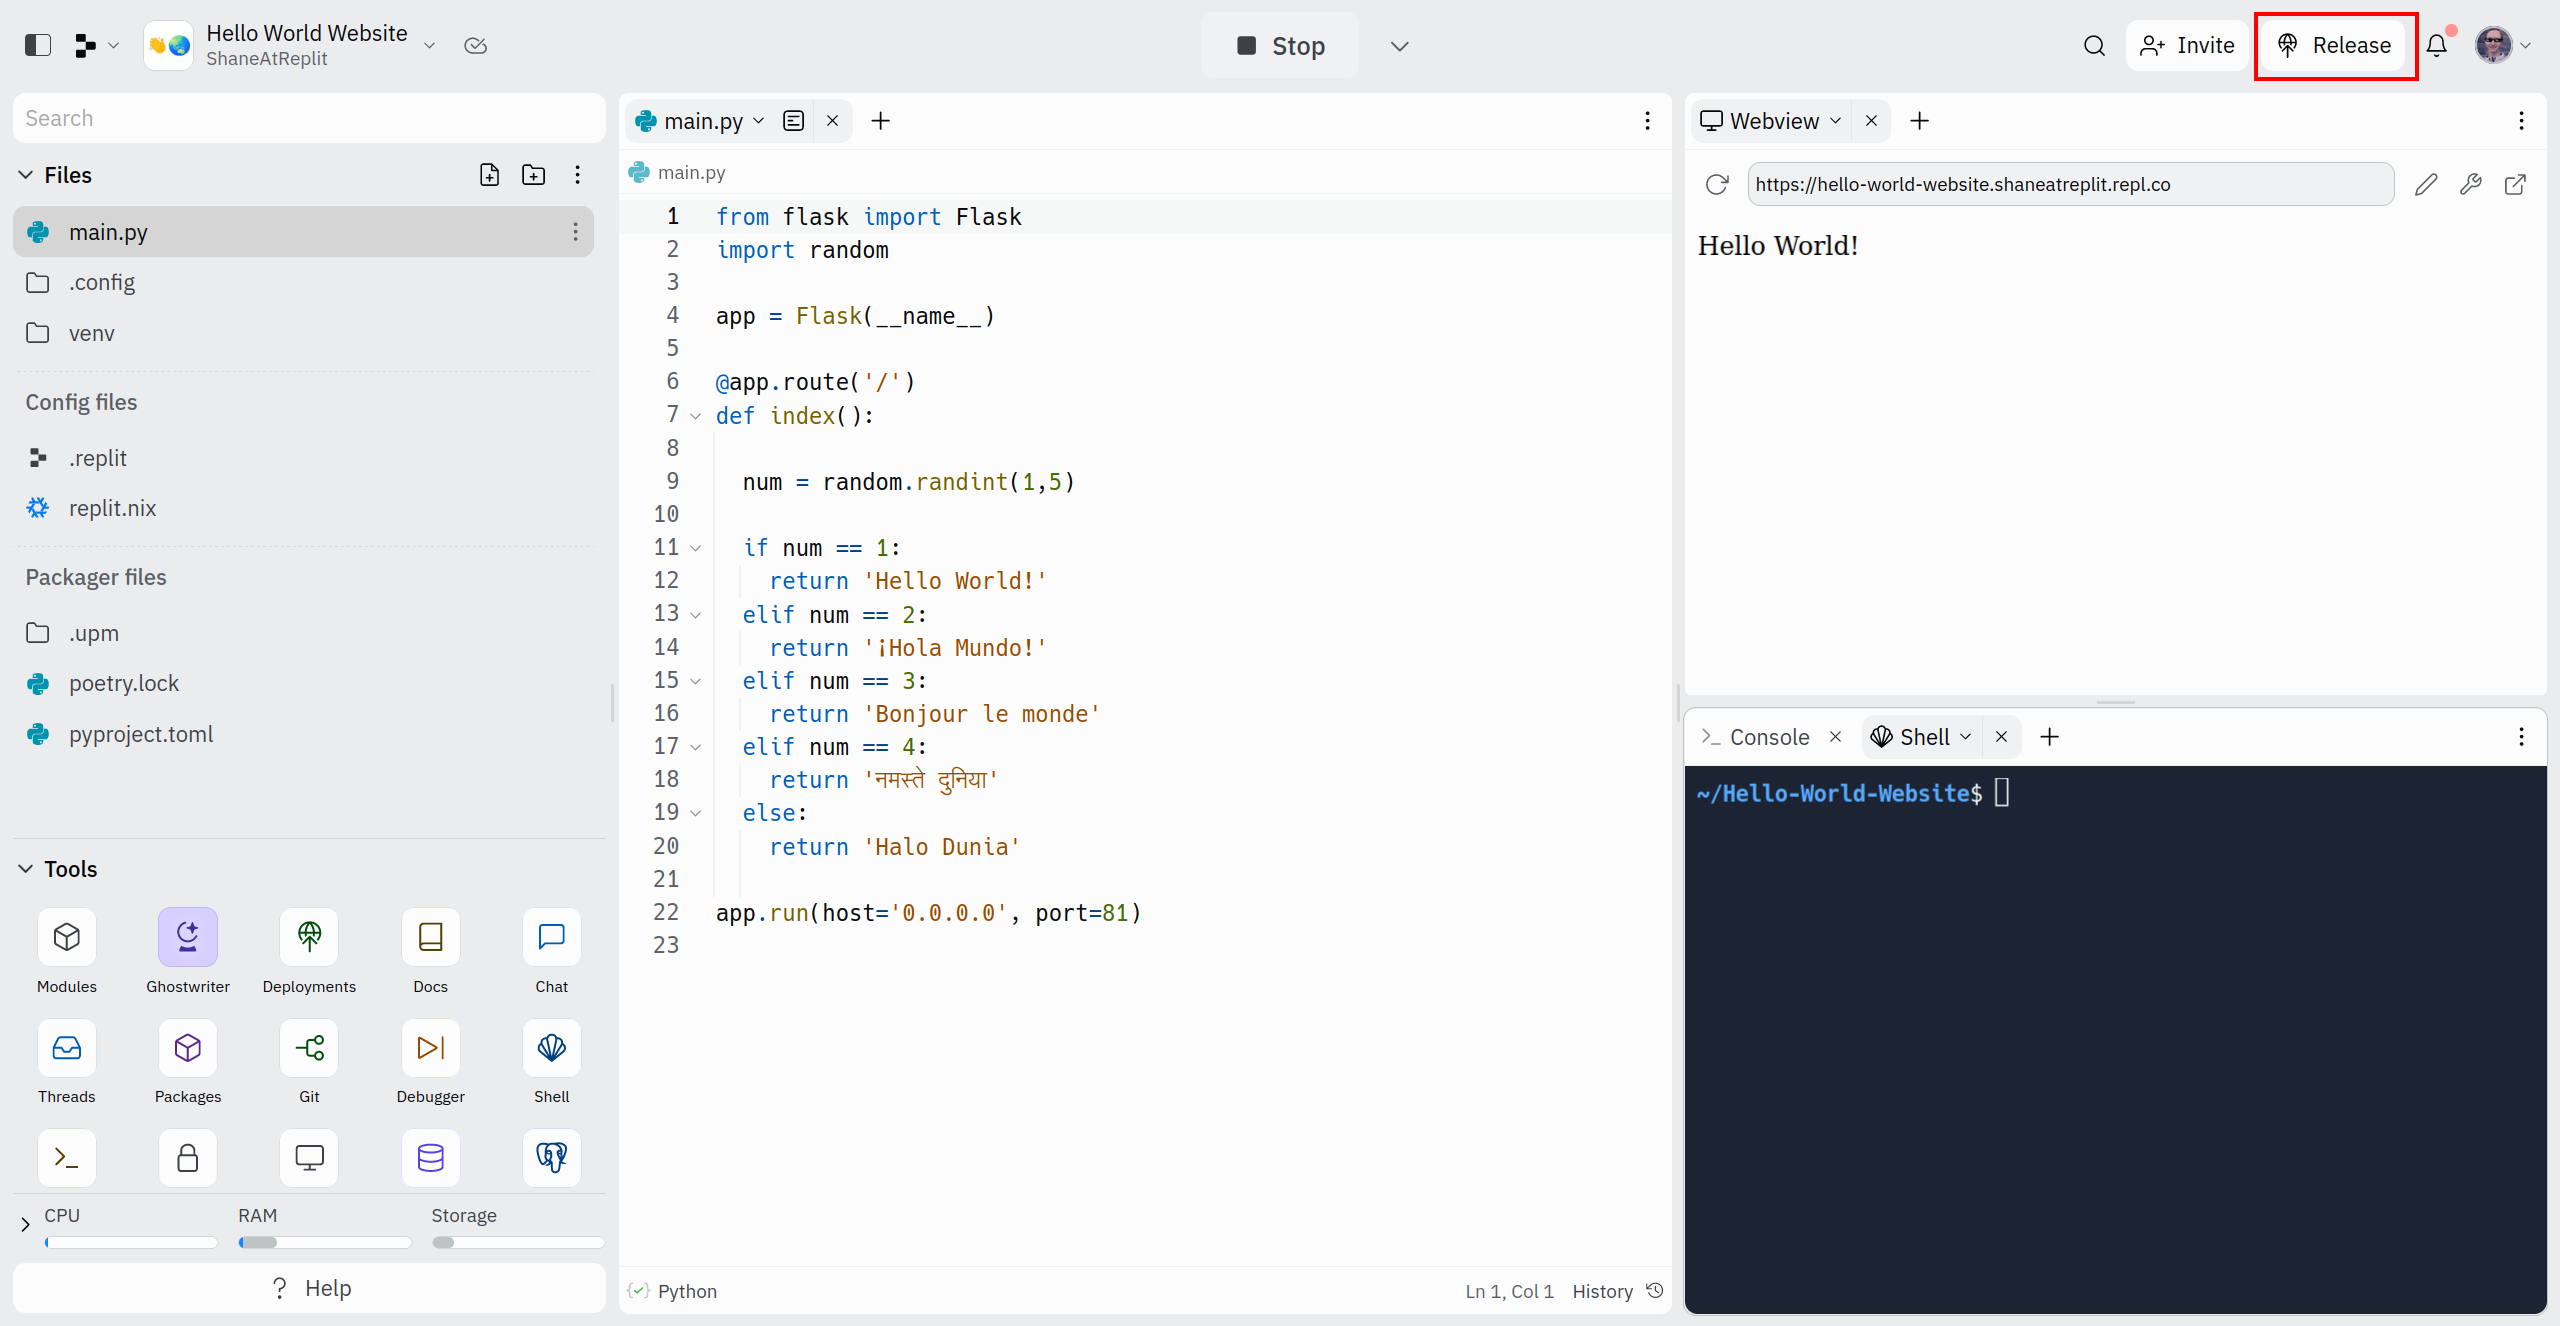 Hello World Website
ShaneAtReplit
Stop
Invite
Release
Search
Files
main.py
.config
venv
Config files
.replit
replit.nix
Packager files
.upm
poetry.lock
pyproject.toml
Tools
Modules
Ghostwriter
Deployments
Docs
Chat
Threads
Packages
Git
Debugger
Shell
CPU
RAM
Storage
? Help
main.py
main.py
1 from flask import Flask
2 import random
3
4 app = Flask(__name__)
5
6 @app.route('/')
7 def index():
8
9 num = random.randint(1,5)
10
11 if num == 1:
12 return 'Hello World!'
13 elif num == 2:
14 return '¡Hola Mundo!'
15 elif num == 3:
16 return 'Bonjour le monde'
17 elif num == 4:
18 return 'नमस्ते दुनिया'
19 else:
20 return 'Halo Dunia'
21
22 app.run(host='0.0.0.0', port=81)
23
Python
Ln 1, Col 1 History
Webview
https://hello-world-website.shaneatreplit.repl.co
Hello World!
Console
Shell
~/Hello-World-Website$